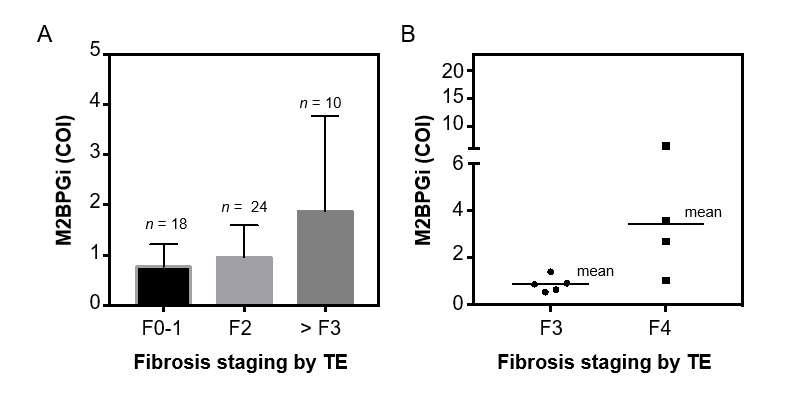 A
M2BPGi (COI)
5
4
3
2
1
0
n = 18
n = 24
n = 10
F0-1
F2
> F3
Fibrosis staging by TE
B
M2BPGi (COI)
20
15
10
6
4
2
0
mean
mean
F3
F4
Fibrosis staging by TE